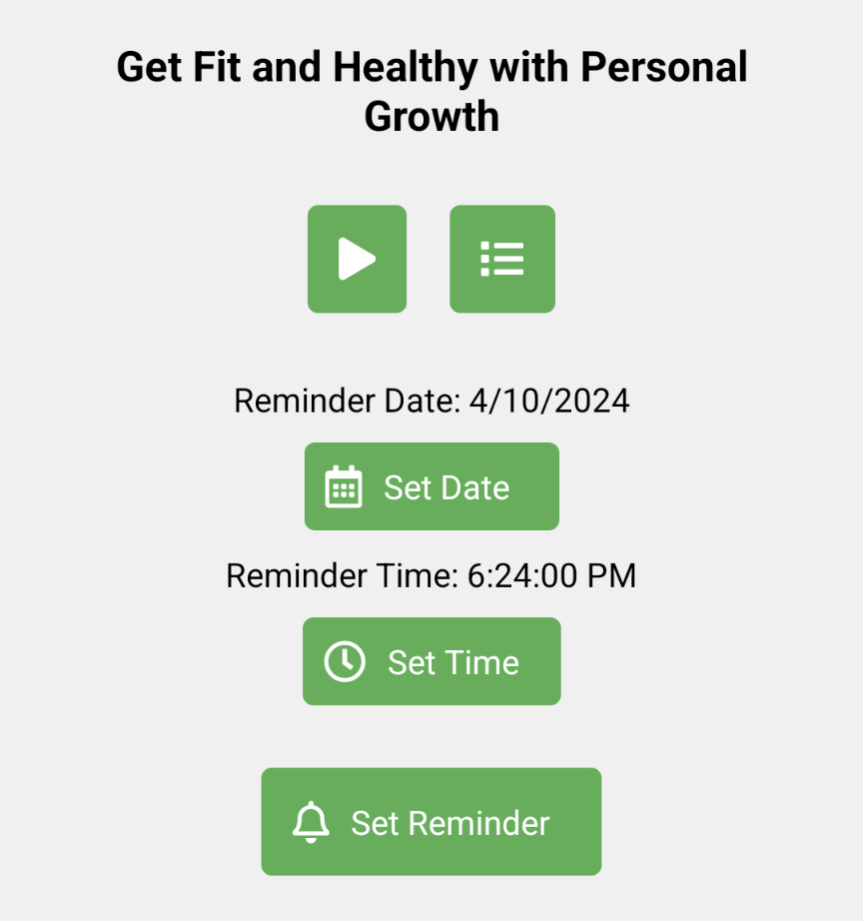 Get Fit and Healthy with Personal
Growth
Reminder Date: 4/10/2024
Set Date
Reminder Time: 6:24:00 PM
Set Time
Set Reminder